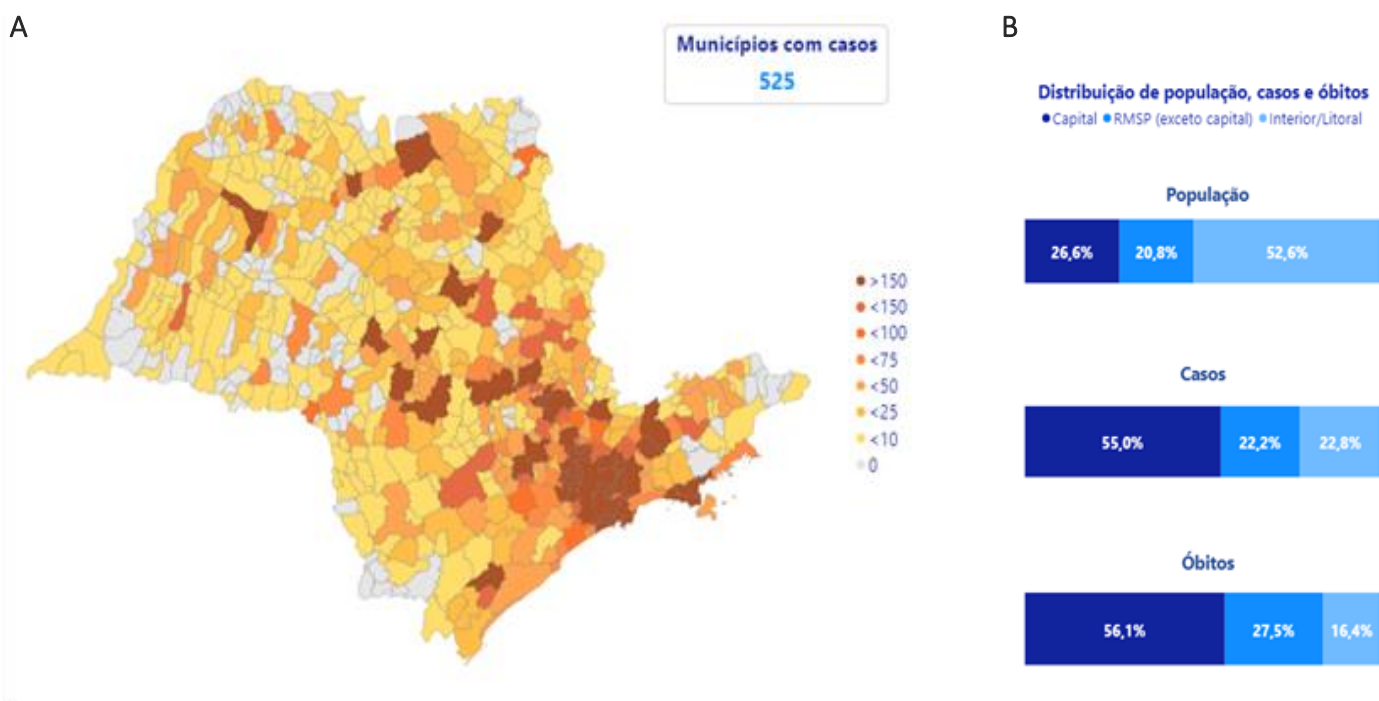 A
Municípios com casos
525
>150
<150
<100
<75
<50
<25
<10
0
B
Distribuição de população, casos e óbitos
Capital RMSP (exceto capital) Interior/Litoral
População
26,6% 20,8% 52,6%
Casos
55,0% 22,2% 22,8%
Óbitos
56,1% 27,5% 16,4%